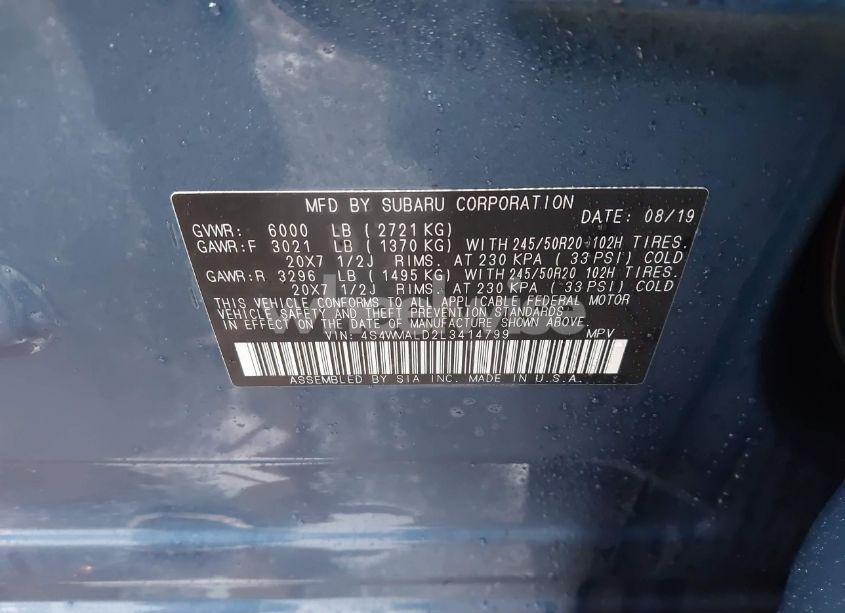 MFD BY SUBARU CORPORATION
DATE: 08/19
GVWR: 6000 LB (2721 KG)
GAWR:F 3021 LB (1370 KG) WITH 245/50R20 102H TIRES.
20X7 1/2J RIMS. AT 230 KPA (33 PSI) COLD
GAWR:R 3296 LB (1495 KG) WITH 245/50R20 102H TIRES.
20X7 1/2J RIMS. AT 230 KPA (33 PSI) COLD
THIS VEHICLE CONFORMS TO ALL APPLICABLE FEDERAL MOTOR
VEHICLE SAFETY AND THEFT PREVENTION STANDARDS
IN EFFECT ON THE DATE OF MANUFACTURE SHOWN ABOVE.
VIN: 4S4WMALD2L3414799 MPV
ASSEMBLED BY SIA INC. MADE IN U.S.A.